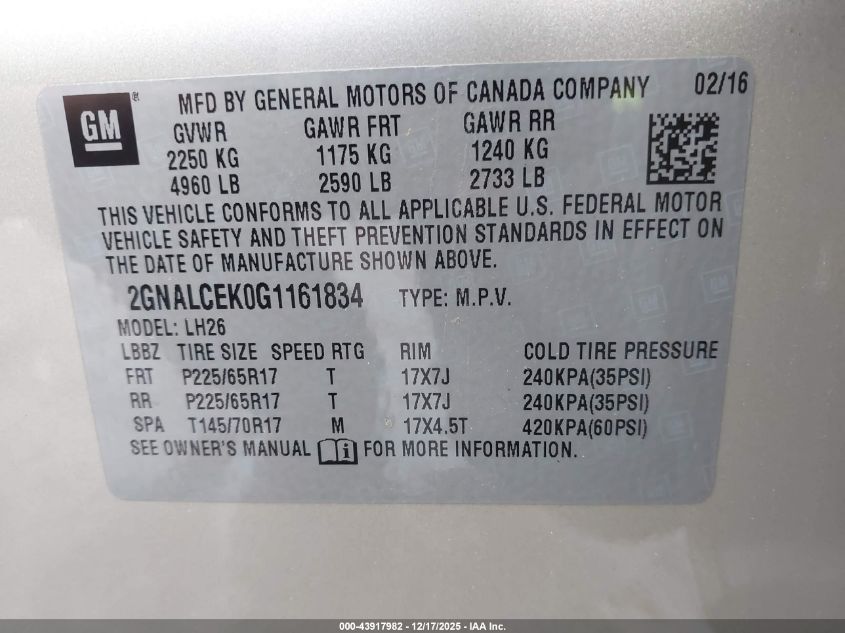 GM
®
MFD BY GENERAL MOTORS OF CANADA COMPANY 02/16
GVWR GAWR FRT GAWR RR
2250 KG 1175 KG 1240 KG
4960 LB 2590 LB 2733 LB
THIS VEHICLE CONFORMS TO ALL APPLICABLE U.S. FEDERAL MOTOR
VEHICLE SAFETY AND THEFT PREVENTION STANDARDS IN EFFECT ON
THE DATE OF MANUFACTURE SHOWN ABOVE.
2GNALCEK0G1161834 TYPE: M.P.V.
MODEL: LH26
LBBZ TIRE SIZE SPEED RTG RIM COLD TIRE PRESSURE
FRT P225/65R17 T 17X7J 240KPA(35PSI)
RR P225/65R17 T 17X7J 240KPA(35PSI)
SPA T145/70R17 M 17X4.5T 420KPA(60PSI)
SEE OWNER'S MANUAL i FOR MORE INFORMATION.
000-43917982 - 12/17/2025 - IAA Inc.